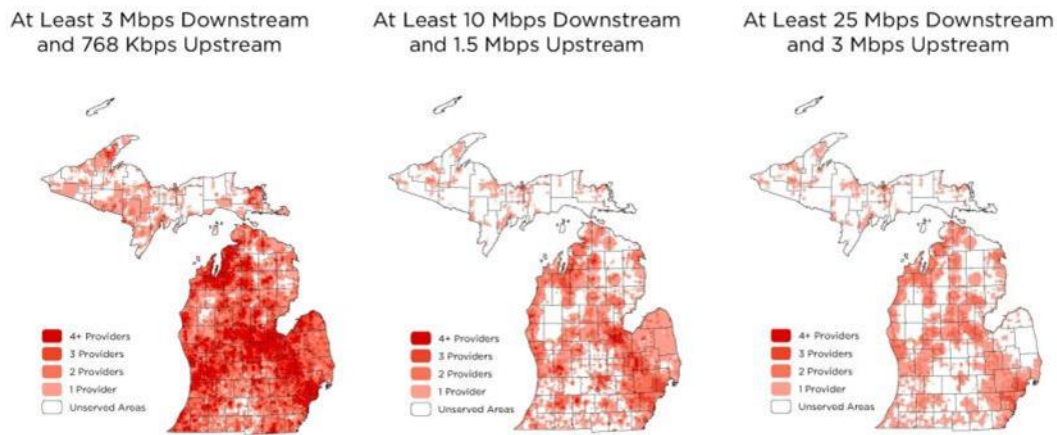 At Least 3 Mbps Downstream
and 768 Kbps Upstream
At Least 10 Mbps Downstream
and 1.5 Mbps Upstream
At Least 25 Mbps Downstream
and 3 Mbps Upstream
4+ Providers
3 Providers
2 Providers
1 Provider
Unserved Areas
4+ Providers
3 Providers
2 Providers
1 Provider
Unserved Areas
4+ Providers
3 Providers
2 Providers
1 Provider
Unserved Areas